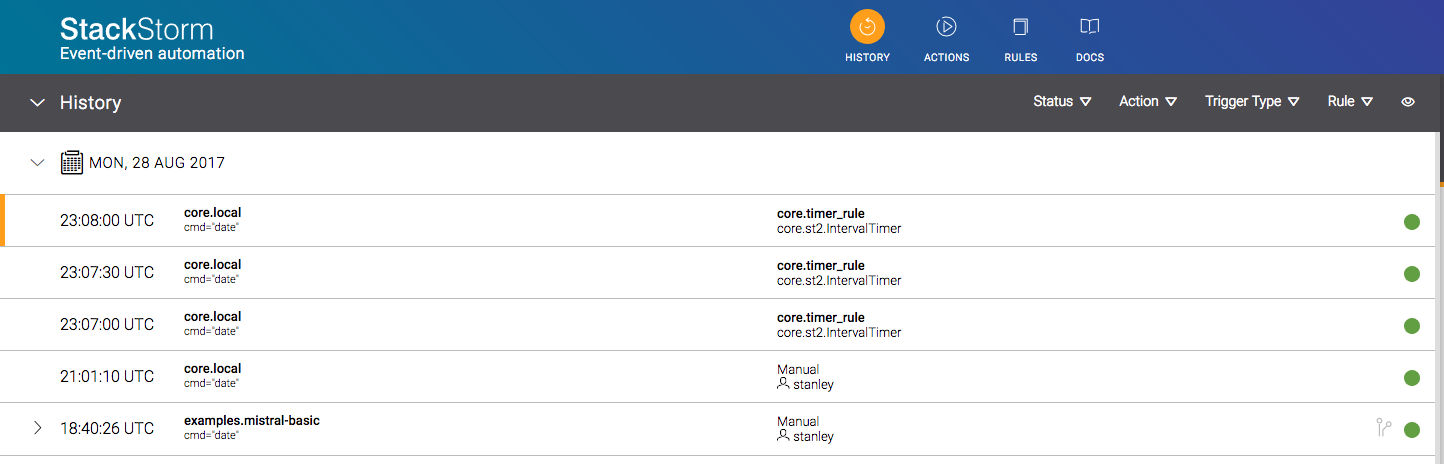 StackStorm
Event-driven automation
HISTORY
ACTIONS
RULES
DOCS
History
Status
Action
Trigger Type
Rule
MON, 28 AUG 2017
23:08:00 UTC
core.local
cmd="date"
core.timer_rule
core.st2.IntervalTimer
23:07:30 UTC
core.local
cmd="date"
core.timer_rule
core.st2.IntervalTimer
23:07:00 UTC
core.local
cmd="date"
core.timer_rule
core.st2.IntervalTimer
21:01:10 UTC
core.local
cmd="date"
Manual
stanley
18:40:26 UTC
examples.mistral-basic
cmd="date"
Manual
stanley